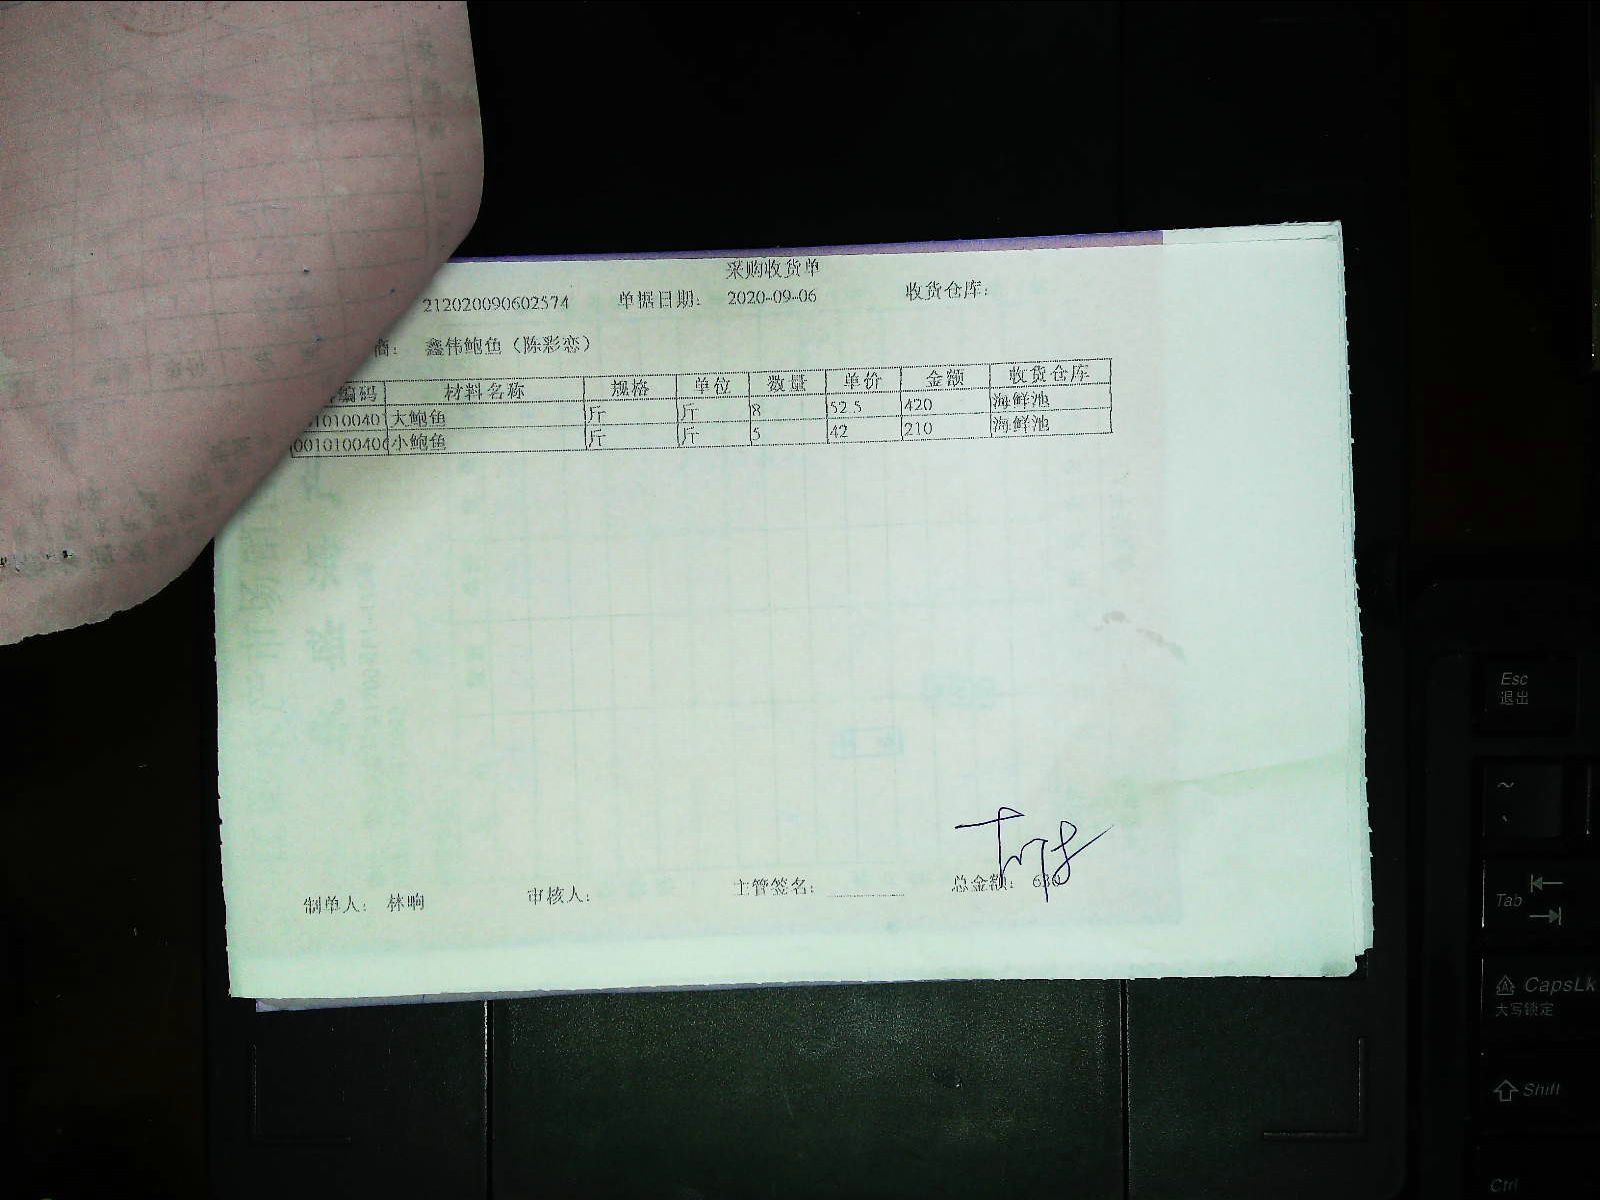 采购收货单
212020090602574 单据日期: 2020-09-06 收货仓库:
商: 鑫伟鲍鱼（陈彩恋）
编码 材料名称 规格 单位 数量 单价 金额 收货仓库
010100407 大鲍鱼 斤 斤 8 52.5 420 海鲜池
0010100406 小鲍鱼 斤 斤 5 42 210 海鲜池
制单人: 林晌 审核人: 主管签名: 总金额: 630
Esc
退出
~
Tab
CapsLk
大写锁定
Shift
Ctrl